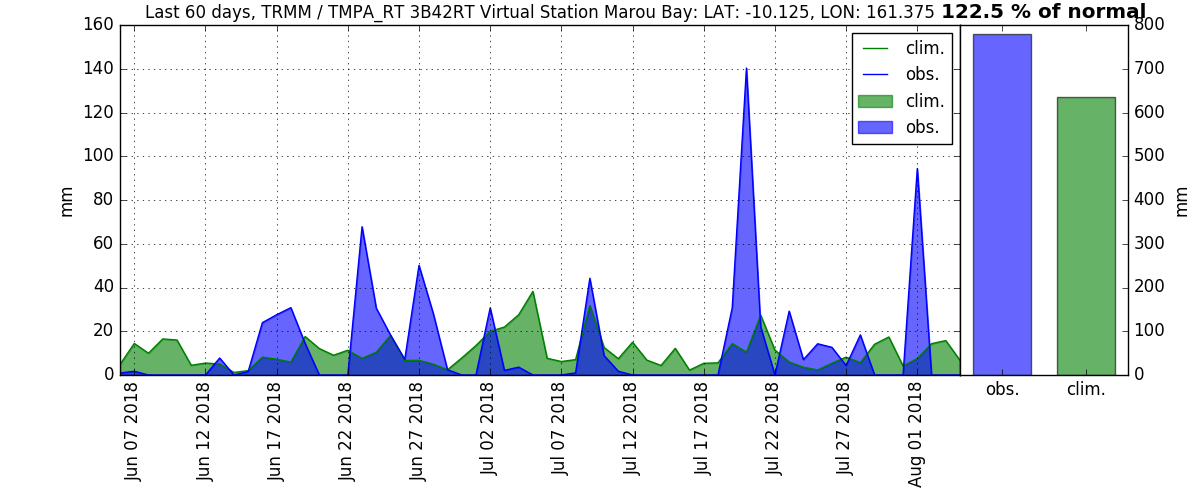 Last 60 days, TRMM / TMPA_RT 3B42RT Virtual Station Marou Bay: LAT: -10.125, LON: 161.375 122.5 % of normal
160
140
120
100
80
60
40
20
0
mm
clim.
obs.
clim.
obs.
800
700
600
500
400
300
200
100
0
mm
Jun 07 2018
Jun 12 2018
Jun 17 2018
Jun 22 2018
Jun 27 2018
Jul 02 2018
Jul 07 2018
Jul 12 2018
Jul 17 2018
Jul 22 2018
Jul 27 2018
Aug 01 2018
obs.
clim.